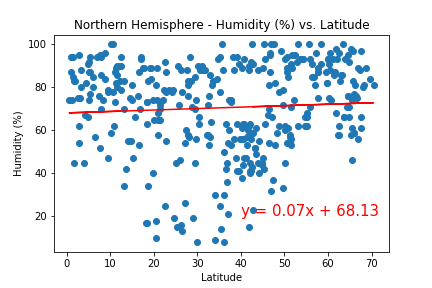 Northern Hemisphere - Humidity (%) vs. Latitude
100
80
60
40
20
Humidity (%)
y = 0.07x + 68.13
0 10 20 30 40 50 60 70
Latitude